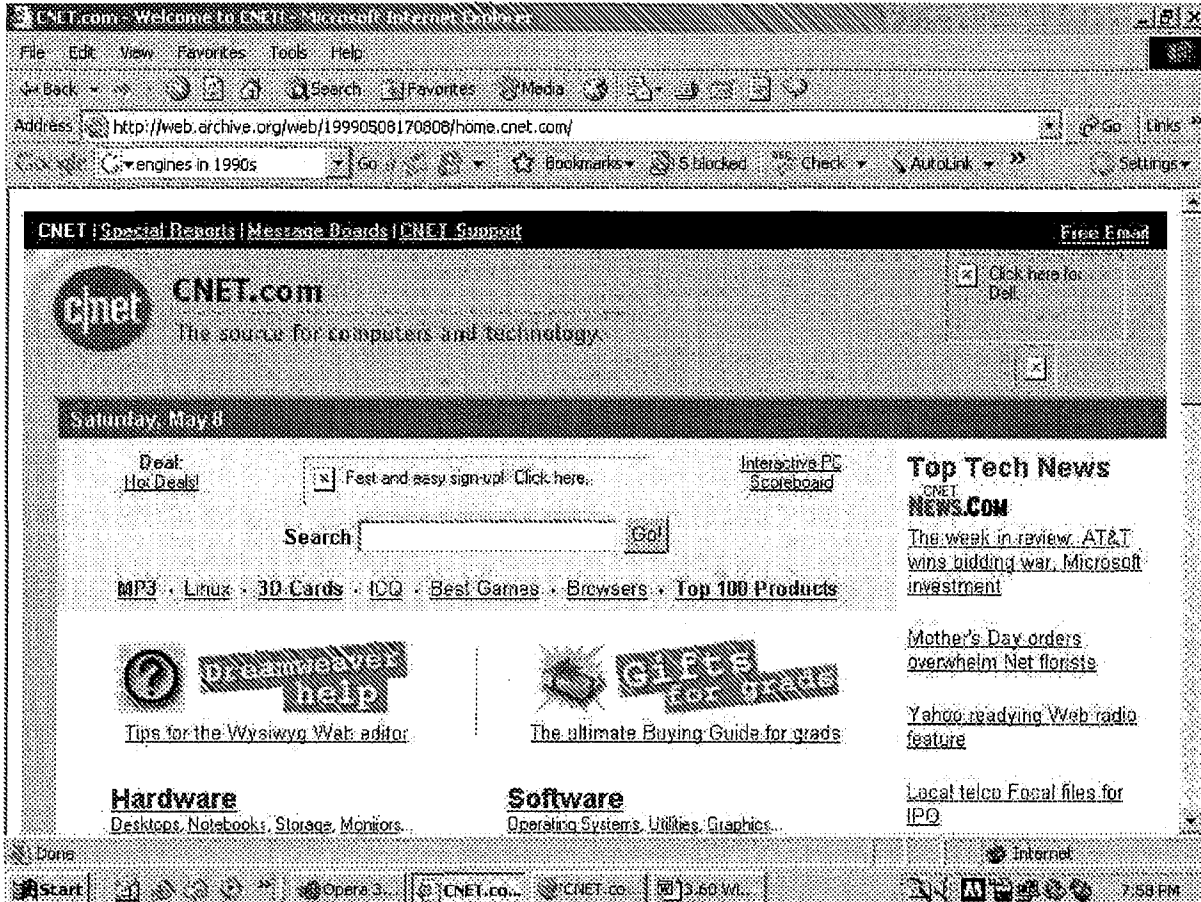 CNET.com - Welcome to CNET! - Microsoft Internet Explorer
File Edit View Favorites Tools Help
Back Search Favorites Media
Address http://web.archive.org/web/19990508170808/home.cnet.com/ Go Links »
engines in 1990s Go Bookmarks 5 blocked Check AutoLink » Settings
CNET | Special Reports | Message Boards | CNET Support Free Email
c|net
CNET.com
The source for computers and technology.
Click here for
Dell.
Saturday, May 8
Deal:
Hot Deals!
Fast and easy sign-up! Click here.
Interactive PC
Scoreboard
Search Go!
MP3 · Linux · 3D Cards · ICQ · Best Games · Browsers · Top 100 Products
Dreamweaver
help
Tips for the Wysiwyg Web editor
Gifts
for grads
The ultimate Buying Guide for grads
Hardware
Desktops, Notebooks, Storage, Monitors...
Software
Operating Systems, Utilities, Graphics...
Top Tech News
CNET
NEWS.COM
The week in review: AT&T
wins bidding war, Microsoft
investment
Mother's Day orders
overwhelm Net florists
Yahoo readying Web radio
feature
Local telco Focal files for
IPO
Done Internet
Start Opera 3... CNET.co... CNET.co... 3.60 Wi... 7:58 PM